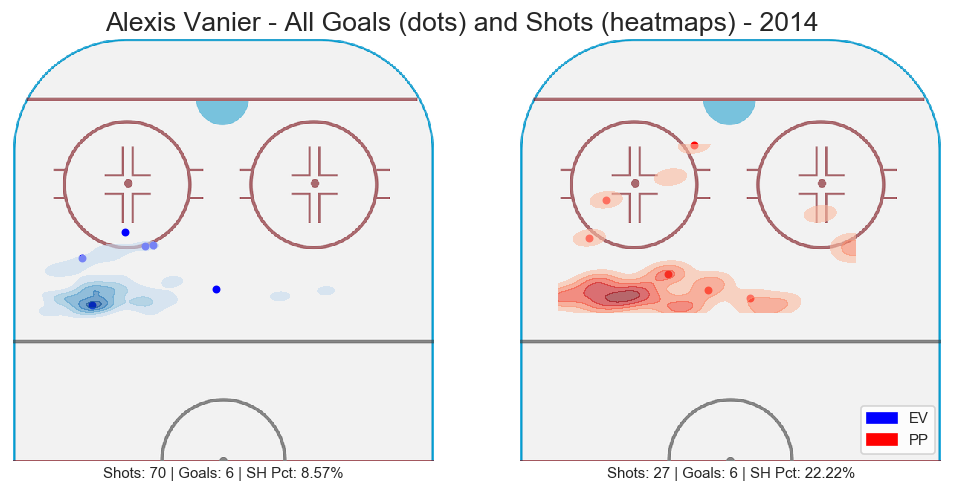 Alexis Vanier - All Goals (dots) and Shots (heatmaps) - 2014
EV
PP
Shots: 70 | Goals: 6 | SH Pct: 8.57%
Shots: 27 | Goals: 6 | SH Pct: 22.22%